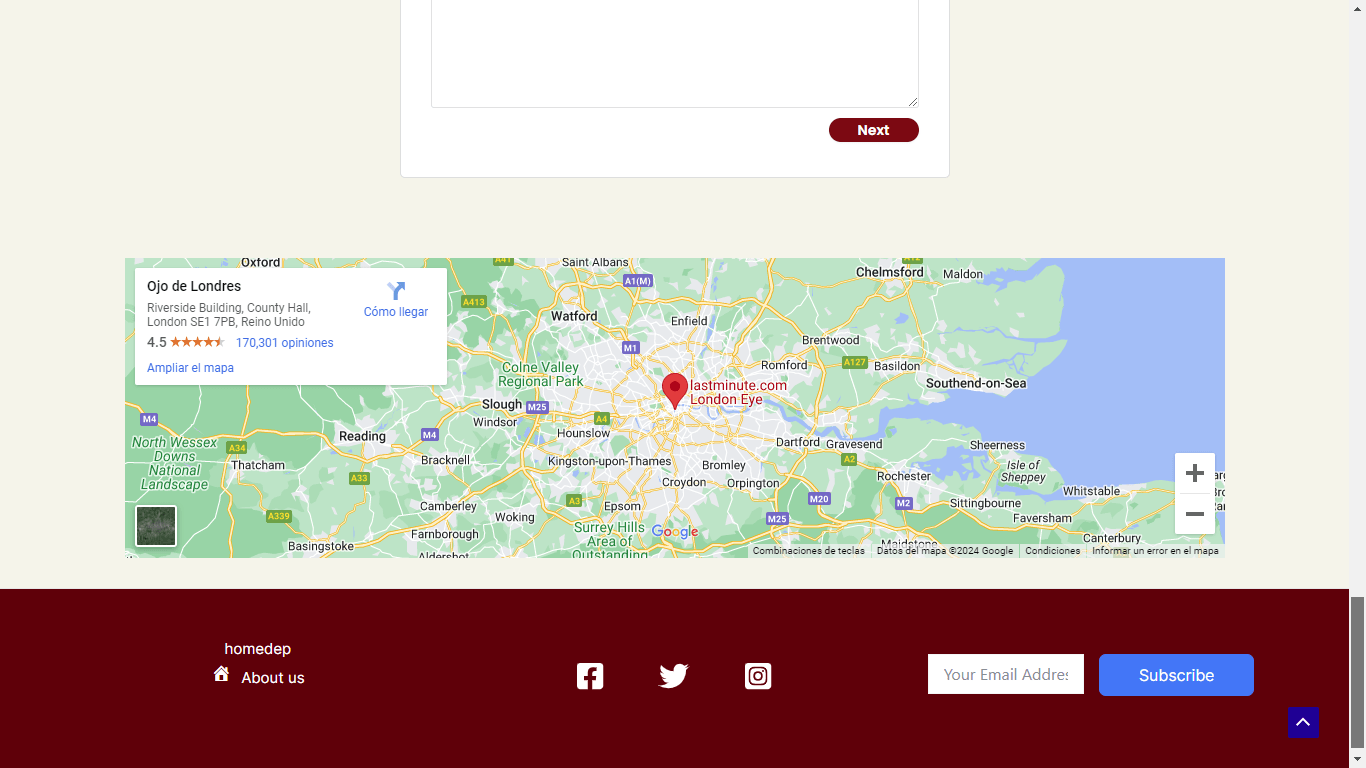 Next
Ojo de Londres
Riverside Building, County Hall,
London SE1 7PB, Reino Unido
4.5
170,301 opiniones
Ampliar el mapa
Cómo llegar
Oxford
A41
Saint Albans
A12
Chelmsford
Maldon
A1(M)
A413
Watford
Enfield
Brentwood
M1
Colne Valley
Regional Park
Romford
A127
Basildon
Southend-on-Sea
lastminute.com
London Eye
Slough
M25
Windsor
A4
M4
Hounslow
North Wessex
Downs
National
Landscape
A34
Reading
M4
Dartford
Gravesend
A2
Sheerness
Thatcham
Bracknell
Kingston-upon-Thames
Bromley
Isle of
Sheppey
A33
Croydon
Orpington
Rochester
Whitstable
Camberley
A3
Epsom
M20
M2
Sittingbourne
A339
Woking
M25
Faversham
Surrey Hills
Area of
Outstanding
Google
Farnborough
Basingstoke
Aldershot
Maidstone
Canterbury
Combinaciones de teclas
Datos del mapa ©2024 Google
Condiciones
Informar un error en el mapa
homedep
About us
Your Email Addre
Subscribe